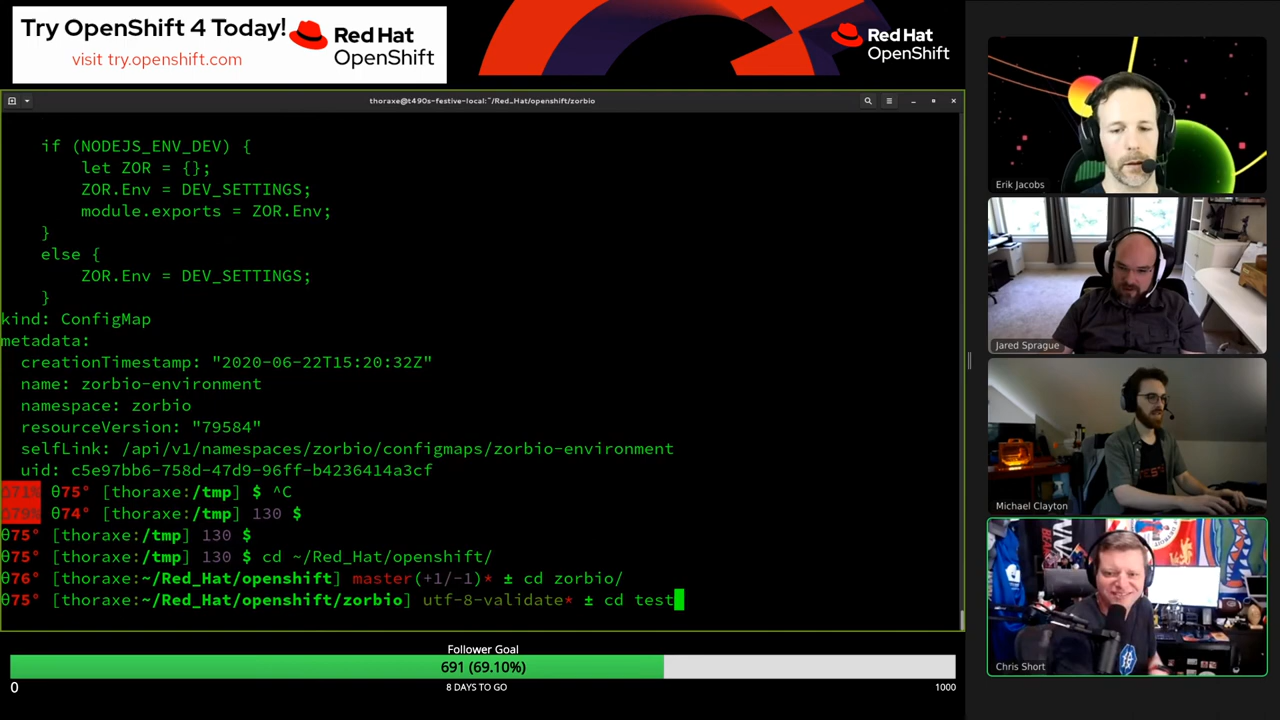 Try OpenShift 4 Today!
visit try.openshift.com
Red Hat
OpenShift
Red Hat
OpenShift
thoraxe@t490s-festive-local:~/Red_Hat/openshift/zorbio
if (NODEJS_ENV_DEV) {
let ZOR = {};
ZOR.Env = DEV_SETTINGS;
module.exports = ZOR.Env;
}
else {
ZOR.Env = DEV_SETTINGS;
}
kind: ConfigMap
metadata:
creationTimestamp: "2020-06-22T15:20:32Z"
name: zorbio-environment
namespace: zorbio
resourceVersion: "79584"
selfLink: /api/v1/namespaces/zorbio/configmaps/zorbio-environment
uid: c5e97bb6-758d-47d9-96ff-b4236414a3cf
71% θ75° [thoraxe:/tmp] $ ^C
79% θ74° [thoraxe:/tmp] 130 $
θ75° [thoraxe:/tmp] 130 $
θ75° [thoraxe:/tmp] 130 $ cd ~/Red_Hat/openshift/
θ76° [thoraxe:~/Red_Hat/openshift] master(+1/-1)* ± cd zorbio/
θ75° [thoraxe:~/Red_Hat/openshift/zorbio] utf-8-validate* ± cd test
Erik Jacobs
Jared Sprague
Michael Clayton
Chris Short
Follower Goal
691 (69.10%)
0
8 DAYS TO GO
1000